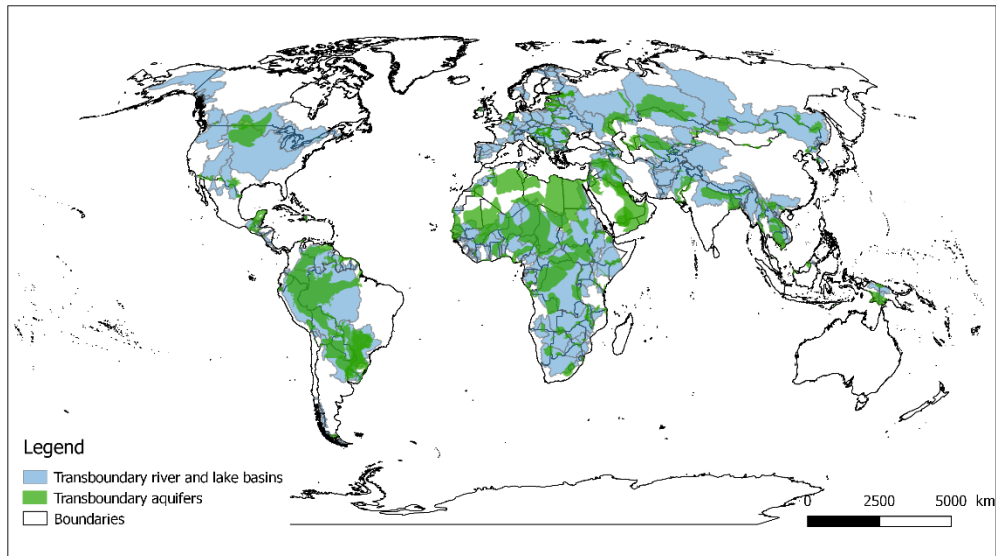 Legend
Transboundary river and lake basins
Transboundary aquifers
Boundaries
0 2500 5000 km